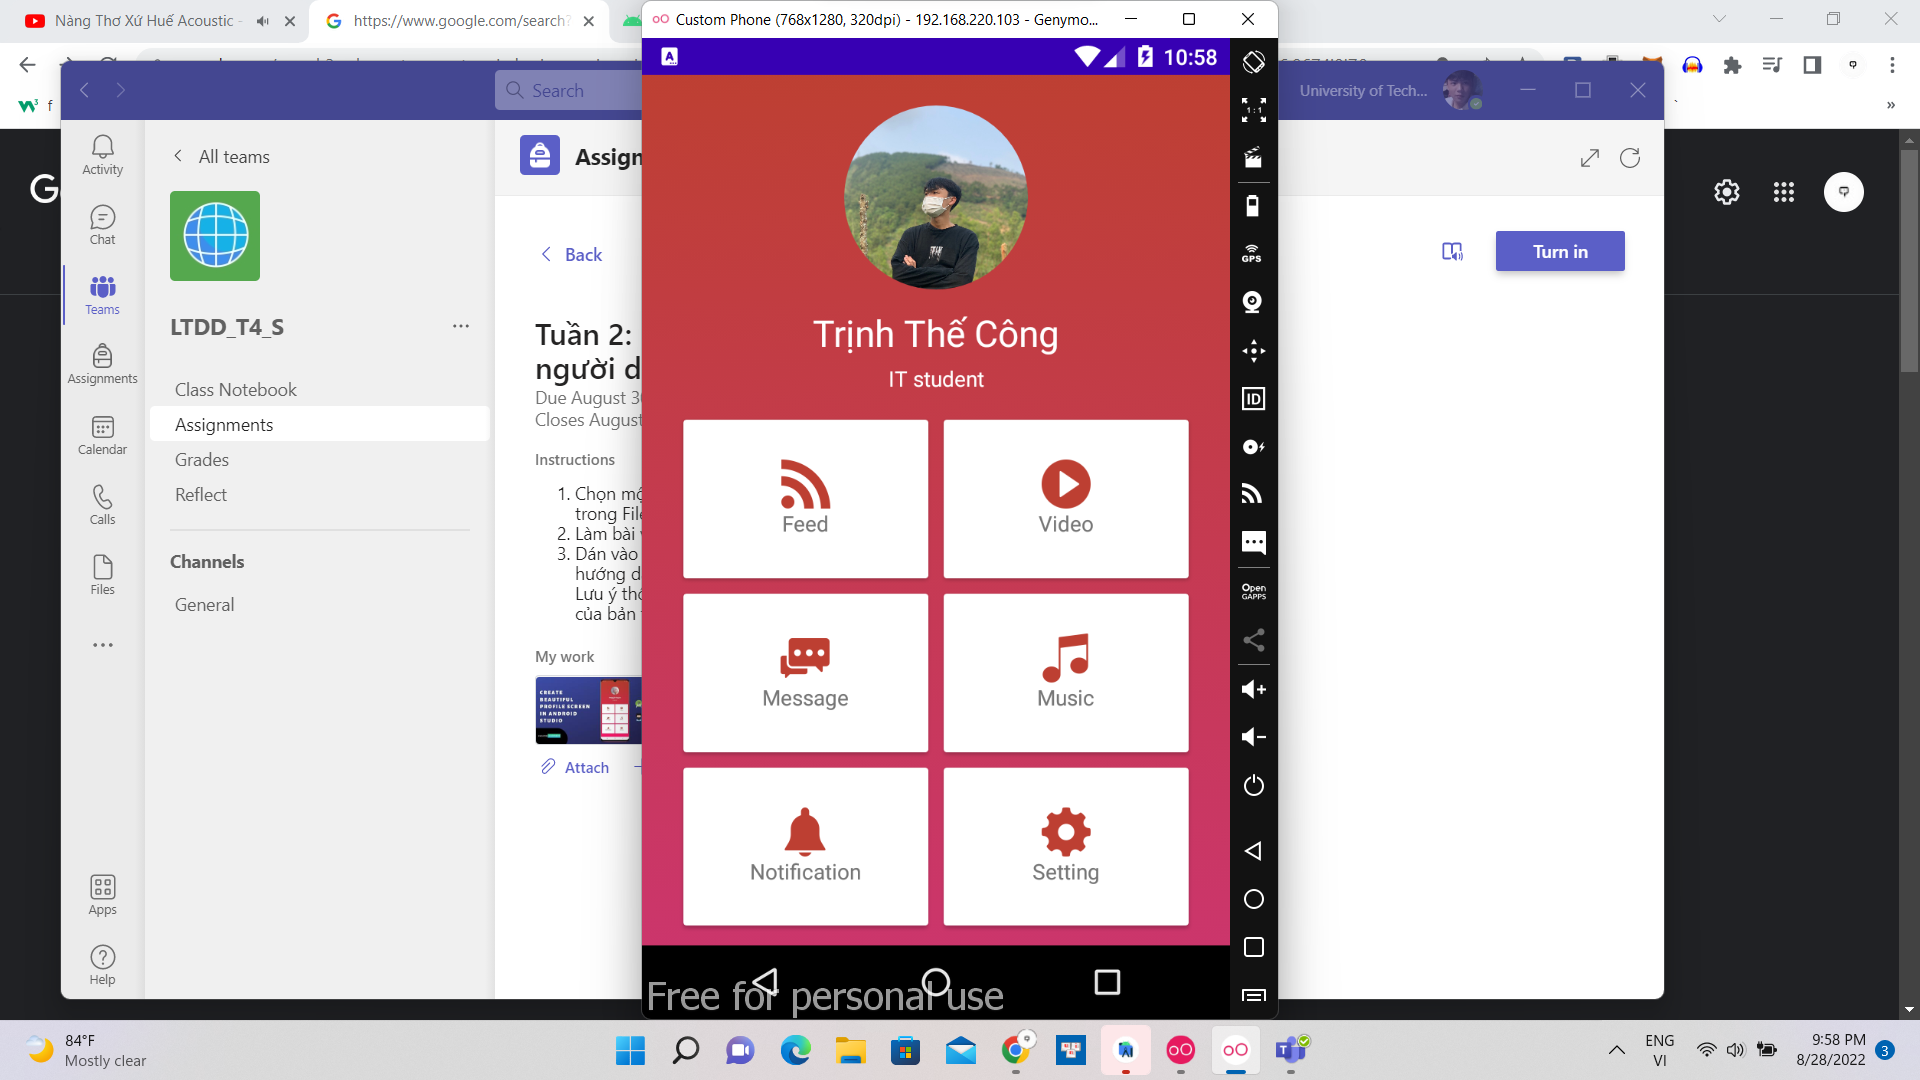 Nàng Thơ Xứ Huế Acoustic -
https://www.google.com/search?
Custom Phone (768x1280, 320dpi) - 192.168.220.103 - Genymo...
10:58
Search
University of Tech...
Activity
Chat
Teams
Assignments
Calendar
Calls
Files
Apps
Help
All teams
LTDD_T4_S
Class Notebook
Assignments
Grades
Reflect
Channels
General
Assign
Back
Turn in
Tuần 2:
người d
Due August 3
Closes August
Instructions
1. Chọn mộ
trong File
2. Làm bài
3. Dán vào
hướng d
Lưu ý thô
của bản
My work
CREATE
BEAUTIFUL
PROFILE SCREEN
IN ANDROID
STUDIO
Attach
Trịnh Thế Công
IT student
Feed
Video
Message
Music
Notification
Setting
Free for personal use
1:1
GPS
ID
Open
GAPPS
84°F
Mostly clear
ENG
VI
9:58 PM
8/28/2022
3